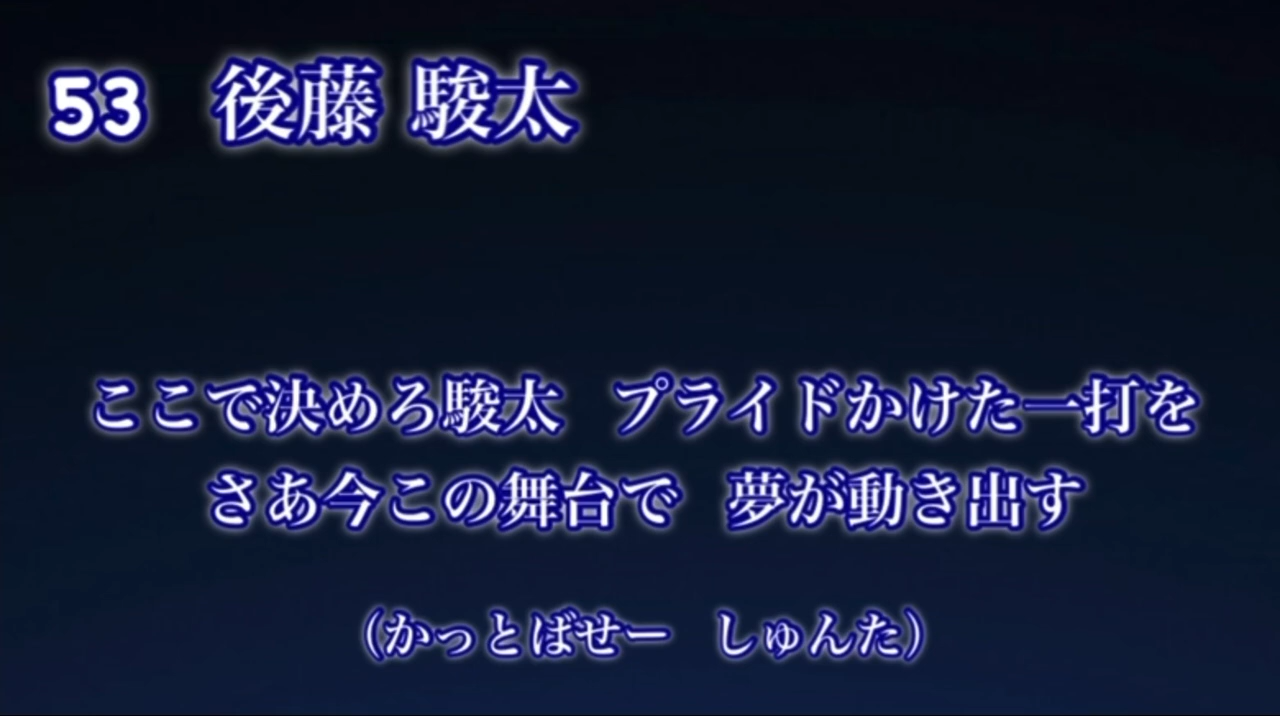 53 後藤 駿太
ここで決めろ駿太 プライドかけた一打を
さあ今この舞台で 夢が動き出す
（かっとばせー しゅんた）